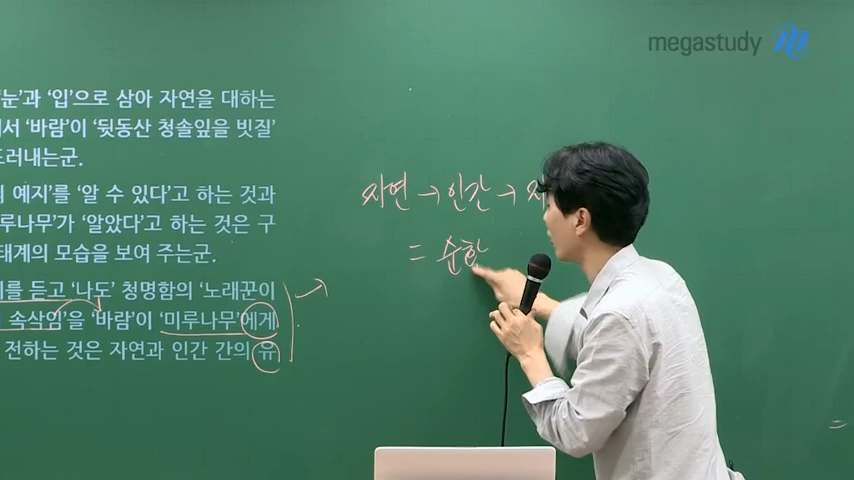 megastudy
눈’과 ‘입’으로 삼아 자연을 대하는
서 ‘바람’이 ‘뒷동산 청솔잎을 빗질’
드러내는군.
예지’를 ‘알 수 있다’고 하는 것과
루나무’가 ‘알았다’고 하는 것은 구
태계의 모습을 보여 주는군.
를 듣고 ‘나도’ 청명함의 ‘노래꾼이
속삭임’을 ‘바람’이 ‘미루나무’에게
전하는 것은 자연과 인간 간의 유
자연 → 인간 →
= 순환
=